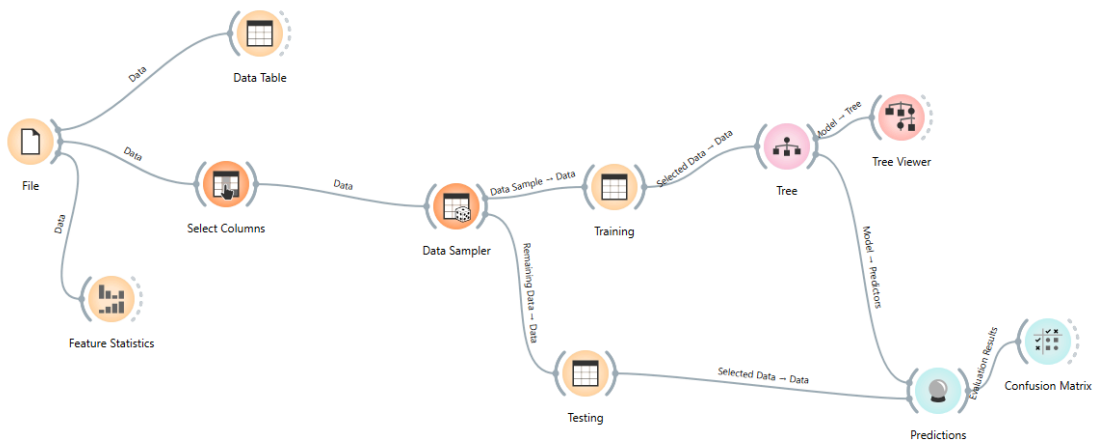 Data
Data Table
File
Data
Select Columns
Data
Feature Statistics
Data
Data Sampler
Data Sample → Data
Training
Remaining Data → Data
Testing
Selected Data → Data
Tree
Model → Tree
Tree Viewer
Model → Predictors
Selected Data → Data
Predictions
Evaluation Results
Confusion Matrix